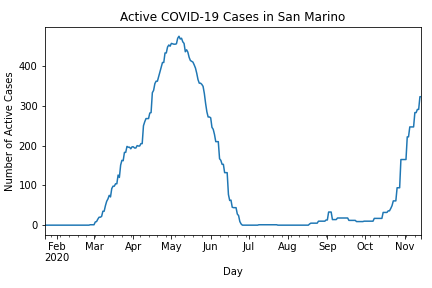 Active COVID-19 Cases in San Marino
Number of Active Cases
400
300
200
100
0
Feb Mar Apr May Jun Jul Aug Sep Oct Nov
2020
Day